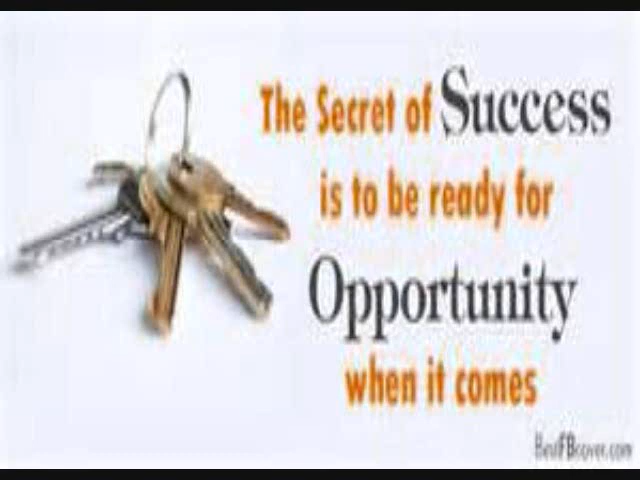 The Secret of Success
is to be ready for
Opportunity
when it comes
BestFBcover.com